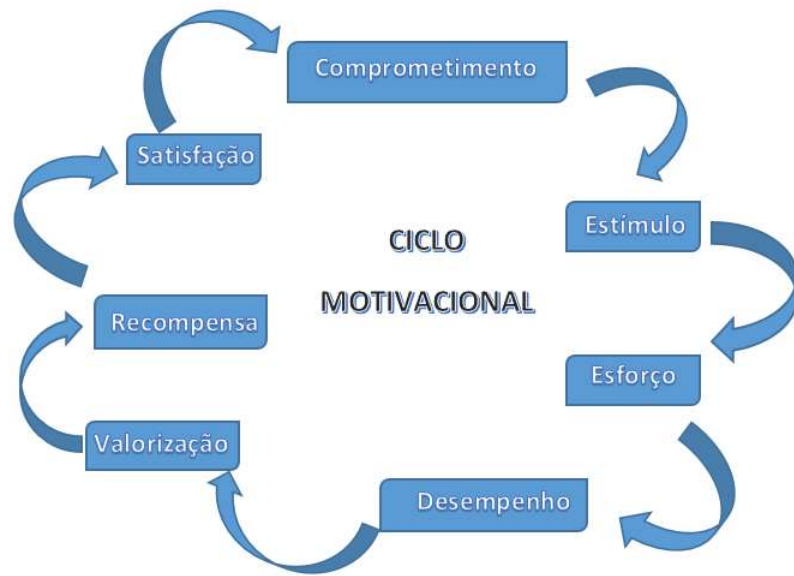 Comprometimento
Satisfação
Estímulo
CICLO
MOTIVACIONAL
Recompensa
Esforço
Valorização
Desempenho